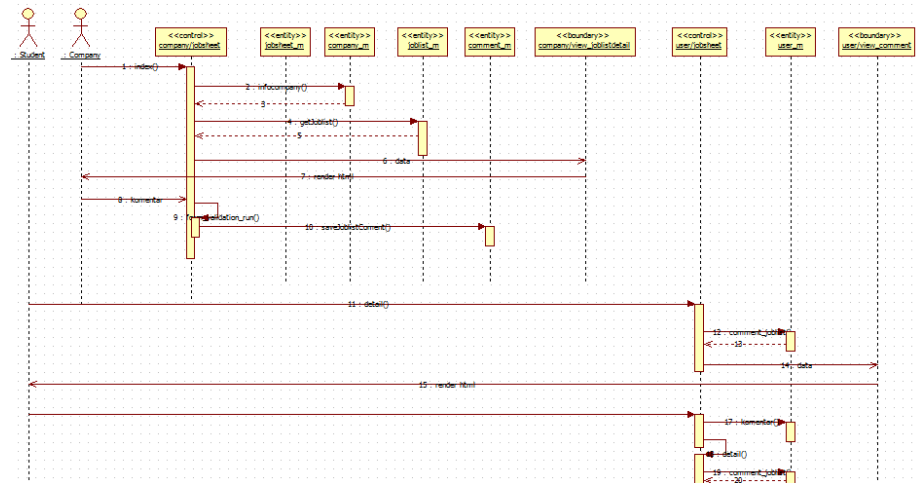 <<control>>
company/jobsheet
<<entity>>
jobsheet_m
<<entity>>
company_m
<<entity>>
joblist_m
<<entity>>
comment_m
<<boundary>>
company/view_joblistdetail
<<control>>
user/jobsheet
<<entity>>
user_m
<<boundary>>
user/view_comment
: Student
: Company
1 : index()
2 : infocompany()
3
4 : getJoblist()
5
6 : data
7 : render html
8 : komentar
9 : form_validation_run()
10 : saveJoblistComent()
11 : detail()
12 : comment_joblist()
13
14 : data
15 : render html
17 : komentar()
detail()
19 : comment_joblist()
20